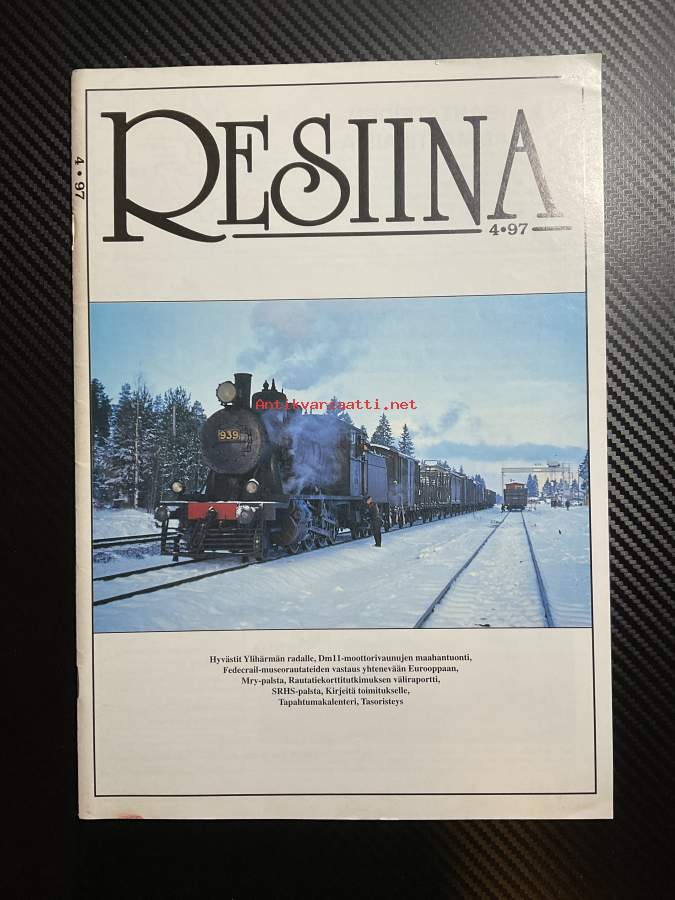 RESIINA
4•97
4•97
Antikvariaatti.net
939
Hyvästit Ylihärmän radalle, Dm11-moottorivaunujen maahantuonti,
Fedecrail-museorautateiden vastaus yhtenevään Eurooppaan,
Mry-palsta, Rautatiekorttitutkimuksen väliraportti,
SRHS-palsta, Kirjeitä toimitukselle,
Tapahtumakalenteri, Tasoristeys